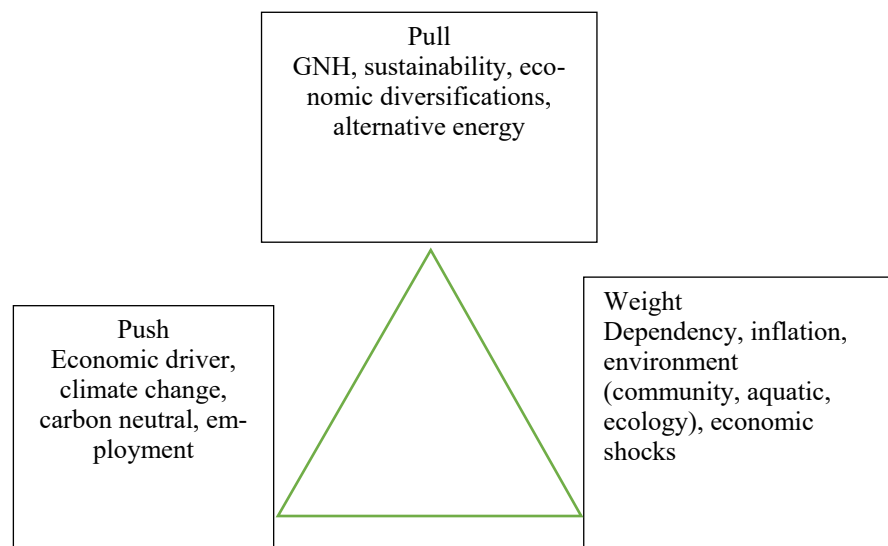 Pull
GNH, sustainability, eco-
nomic diversifications,
alternative energy
Push
Economic driver,
climate change,
carbon neutral, em-
ployment
Weight
Dependency, inflation,
environment
(community, aquatic,
ecology), economic
shocks